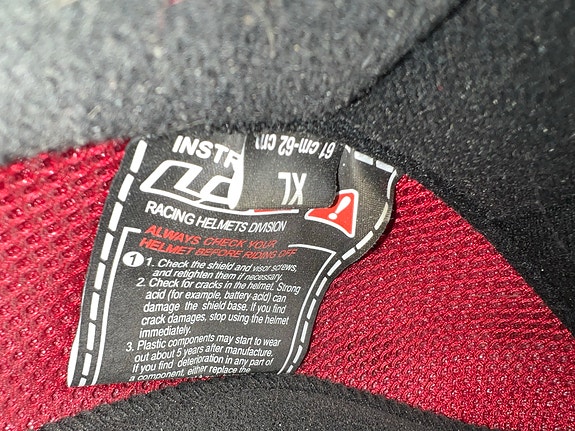 INSTR
61 cm-62 cm
XL
RACING HELMETS DIVISION
ALWAYS CHECK YOUR
HELMET BEFORE RIDING OFF
1 1. Check the shield and visor screws,
and retighten them if necessary.
2. Check for cracks in the helmet. Strong
acid (for example, battery acid) can
damage the shield base. If you find
crack damages, stop using the helmet
immediately.
3. Plastic components may start to wear
out about 5 years after manufacture.
If you find deterioration in any part of
a component, either replace the